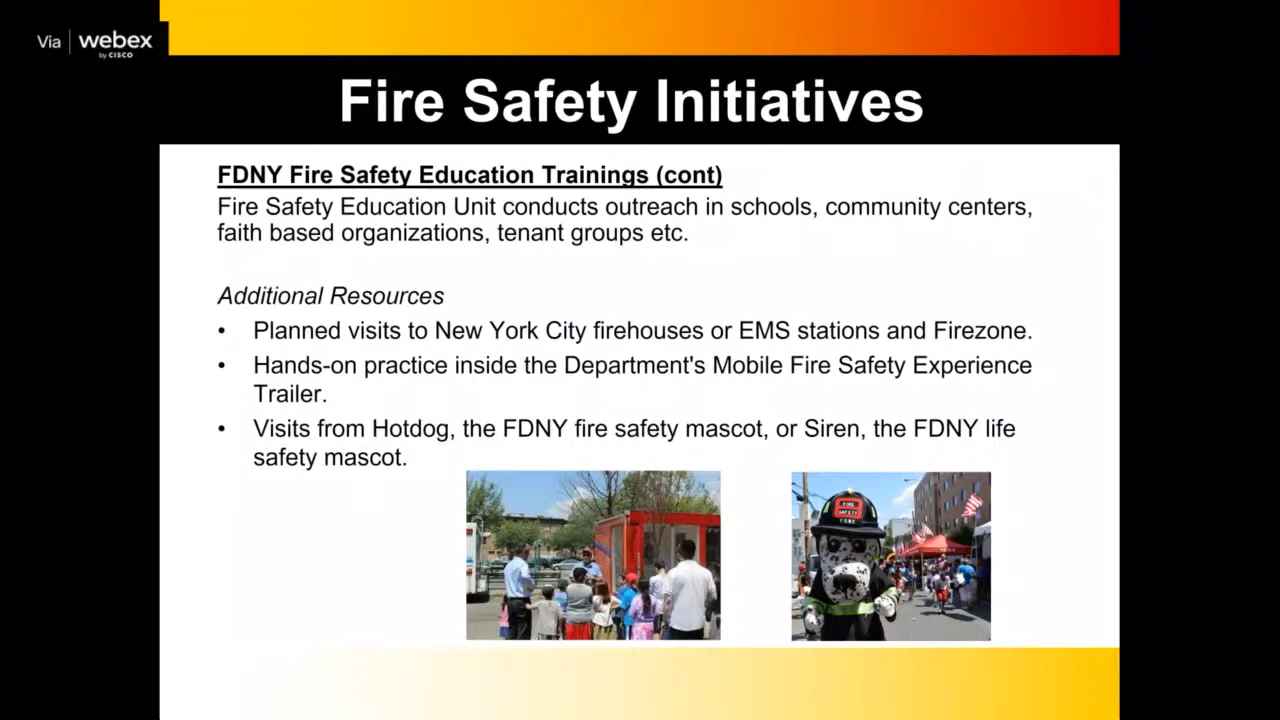 Via webex
by CISCO
Fire Safety Initiatives
FDNY Fire Safety Education Trainings (cont)
Fire Safety Education Unit conducts outreach in schools, community centers,
faith based organizations, tenant groups etc.
Additional Resources
• Planned visits to New York City firehouses or EMS stations and Firezone.
• Hands-on practice inside the Department's Mobile Fire Safety Experience
Trailer.
• Visits from Hotdog, the FDNY fire safety mascot, or Siren, the FDNY life
safety mascot.
FIRE
SAFETY